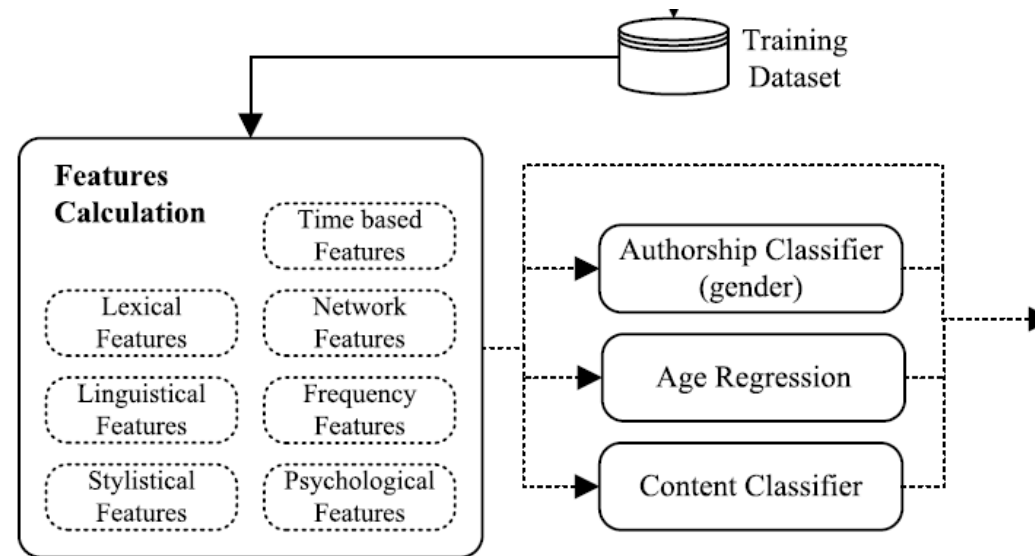 Training
Dataset
Features
Calculation
Time based
Features
Lexical
Features
Network
Features
Linguistical
Features
Frequency
Features
Stylistical
Features
Psychological
Features
Authorship Classifier
(gender)
Age Regression
Content Classifier